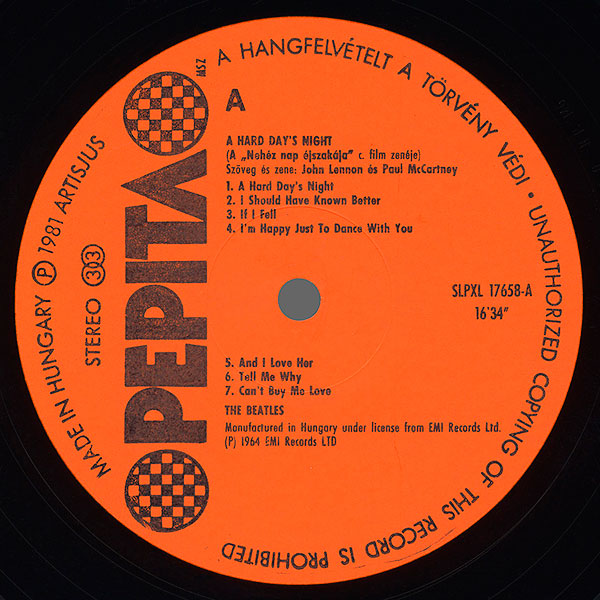 A HANGFELVÉTELT A TÖRVÉNY VÉDI • UNAUTHORIZED COPYING OF THIS RECORD IS PROHIBITED
MADE IN HUNGARY Ⓟ 1981 ARTISJUS
STEREO 33
PEPITA
MSZ
A
A HARD DAY'S NIGHT
(A „Nehéz nap éjszakája" c. film zenéje)
Szöveg és zene: John Lennon és Paul McCartney
1. A Hard Day's Night
2. I Should Have Known Better
3. If I Fell
4. I'm Happy Just To Dance With You
SLPXL 17658-A
16'34"
5. And I Love Her
6. Tell Me Why
7. Can't Buy Me Love
THE BEATLES
Manufactured in Hungary under license from EMI Records Ltd.
(P) 1964 EMI Records LTD